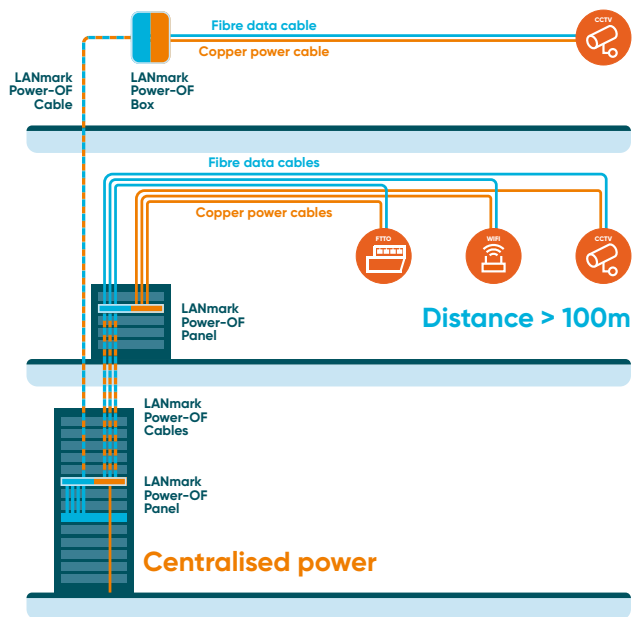 CCTV
Fibre data cable
Copper power cable
LANmark
Power-OF
Cable
LANmark
Power-OF
Box
Fibre data cables
Copper power cables
FTTO
WIFI
CCTV
LANmark
Power-OF
Panel
Distance > 100m
LANmark
Power-OF
Cables
LANmark
Power-OF
Panel
Centralised power